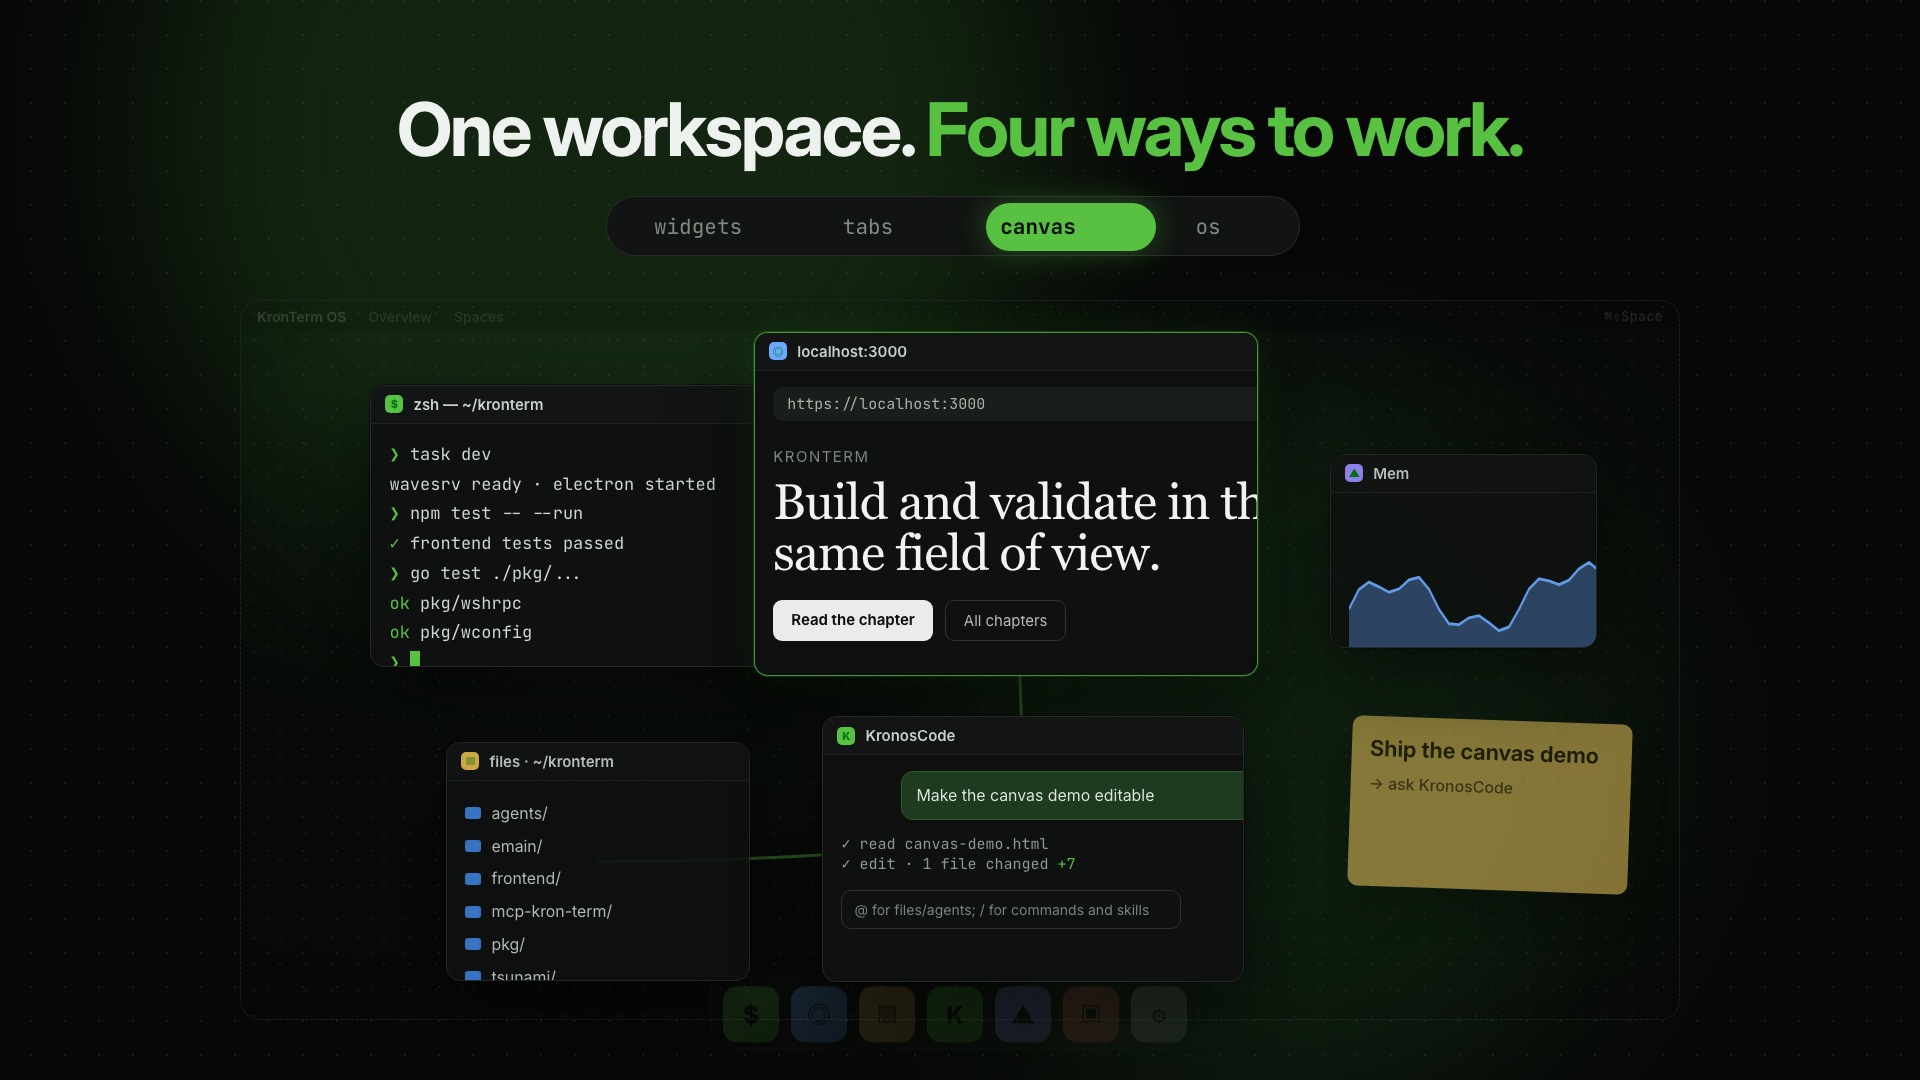 One workspace. Four ways to work.
widgets tabs canvas os
KronTerm OS Overview Spaces
⌘⇧Space
localhost:3000
https://localhost:3000
KRONTERM
Build and validate in th
same field of view.
Read the chapter All chapters
zsh — ~/kronterm
❯ task dev
wavesrv ready · electron started
❯ npm test -- --run
✓ frontend tests passed
❯ go test ./pkg/...
ok pkg/wshrpc
ok pkg/wconfig
❯
Mem
files · ~/kronterm
agents/
emain/
frontend/
mcp-kron-term/
pkg/
tsunami/
KronosCode
Make the canvas demo editable
✓ read canvas-demo.html
✓ edit · 1 file changed +7
@ for files/agents; / for commands and skills
Ship the canvas demo
→ ask KronosCode
$ K